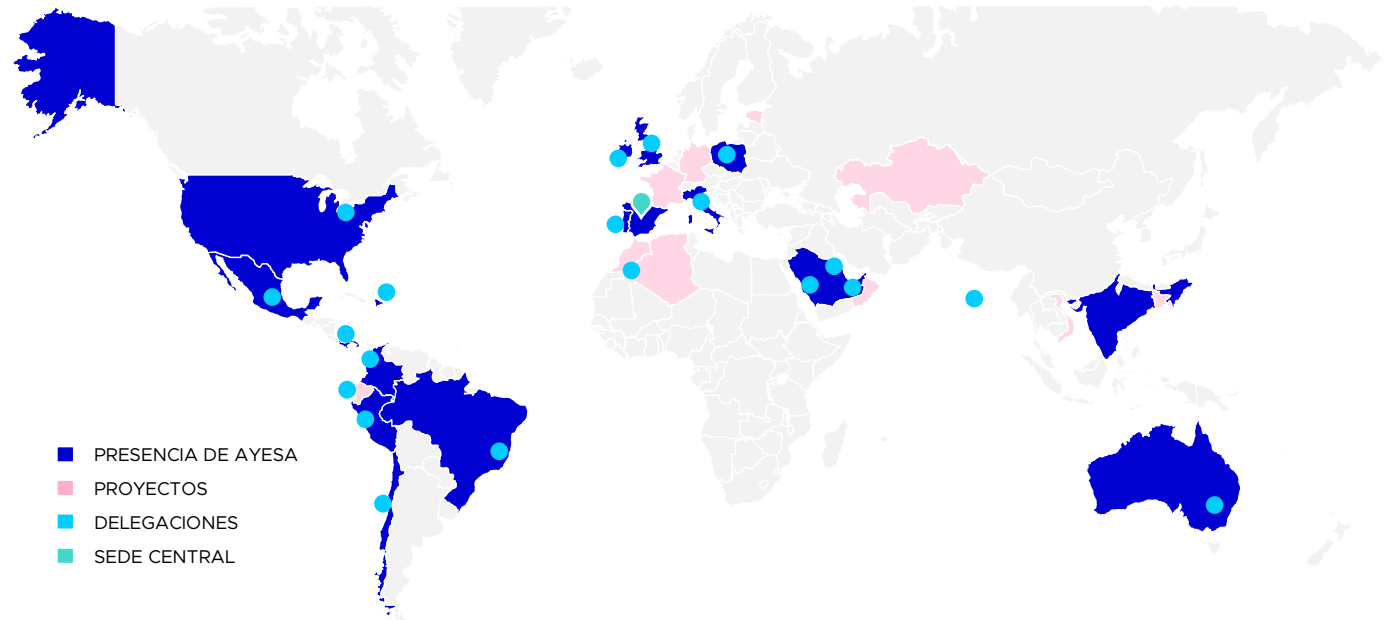 PRESENCIA DE AYESA
PROYECTOS
DELEGACIONES
SEDE CENTRAL